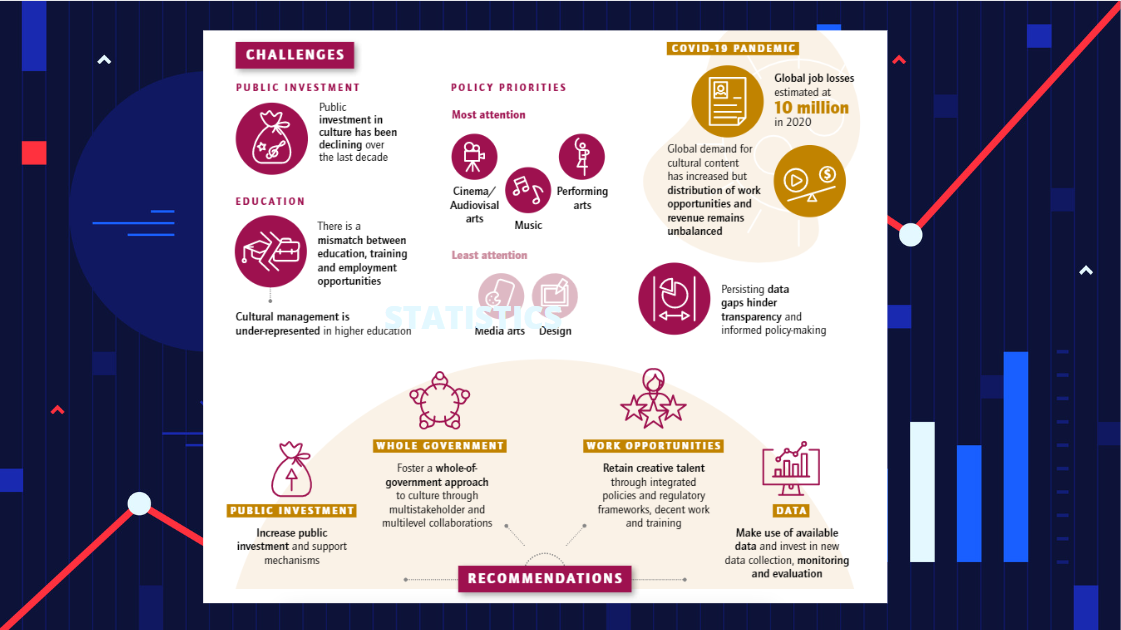 CHALLENGES
PUBLIC INVESTMENT
Public
investment in
culture has been
declining over
the last decade
EDUCATION
There is a
mismatch between
education, training
and employment
opportunities
Cultural management is
under-represented in higher education
POLICY PRIORITIES
Most attention
Cinema/
Audiovisal
arts
Music
Performing
arts
Least attention
Media arts
Design
STATISTICS
COVID-19 PANDEMIC
Global job losses
estimated at
10 million
in 2020
Global demand for
cultural content
has increased but
distribution of work
opportunities and
revenue remains
unbalanced
Persisting data
gaps hinder
transparency and
informed policy-making
PUBLIC INVESTMENT
Increase public
investment and support
mechanisms
WHOLE GOVERNMENT
Foster a whole-of-
government approach
to culture through
multistakeholder and
multilevel collaborations
WORK OPPORTUNITIES
Retain creative talent
through integrated
policies and regulatory
frameworks, decent work
and training
DATA
Make use of available
data and invest in new
data collection, monitoring
and evaluation
RECOMMENDATIONS